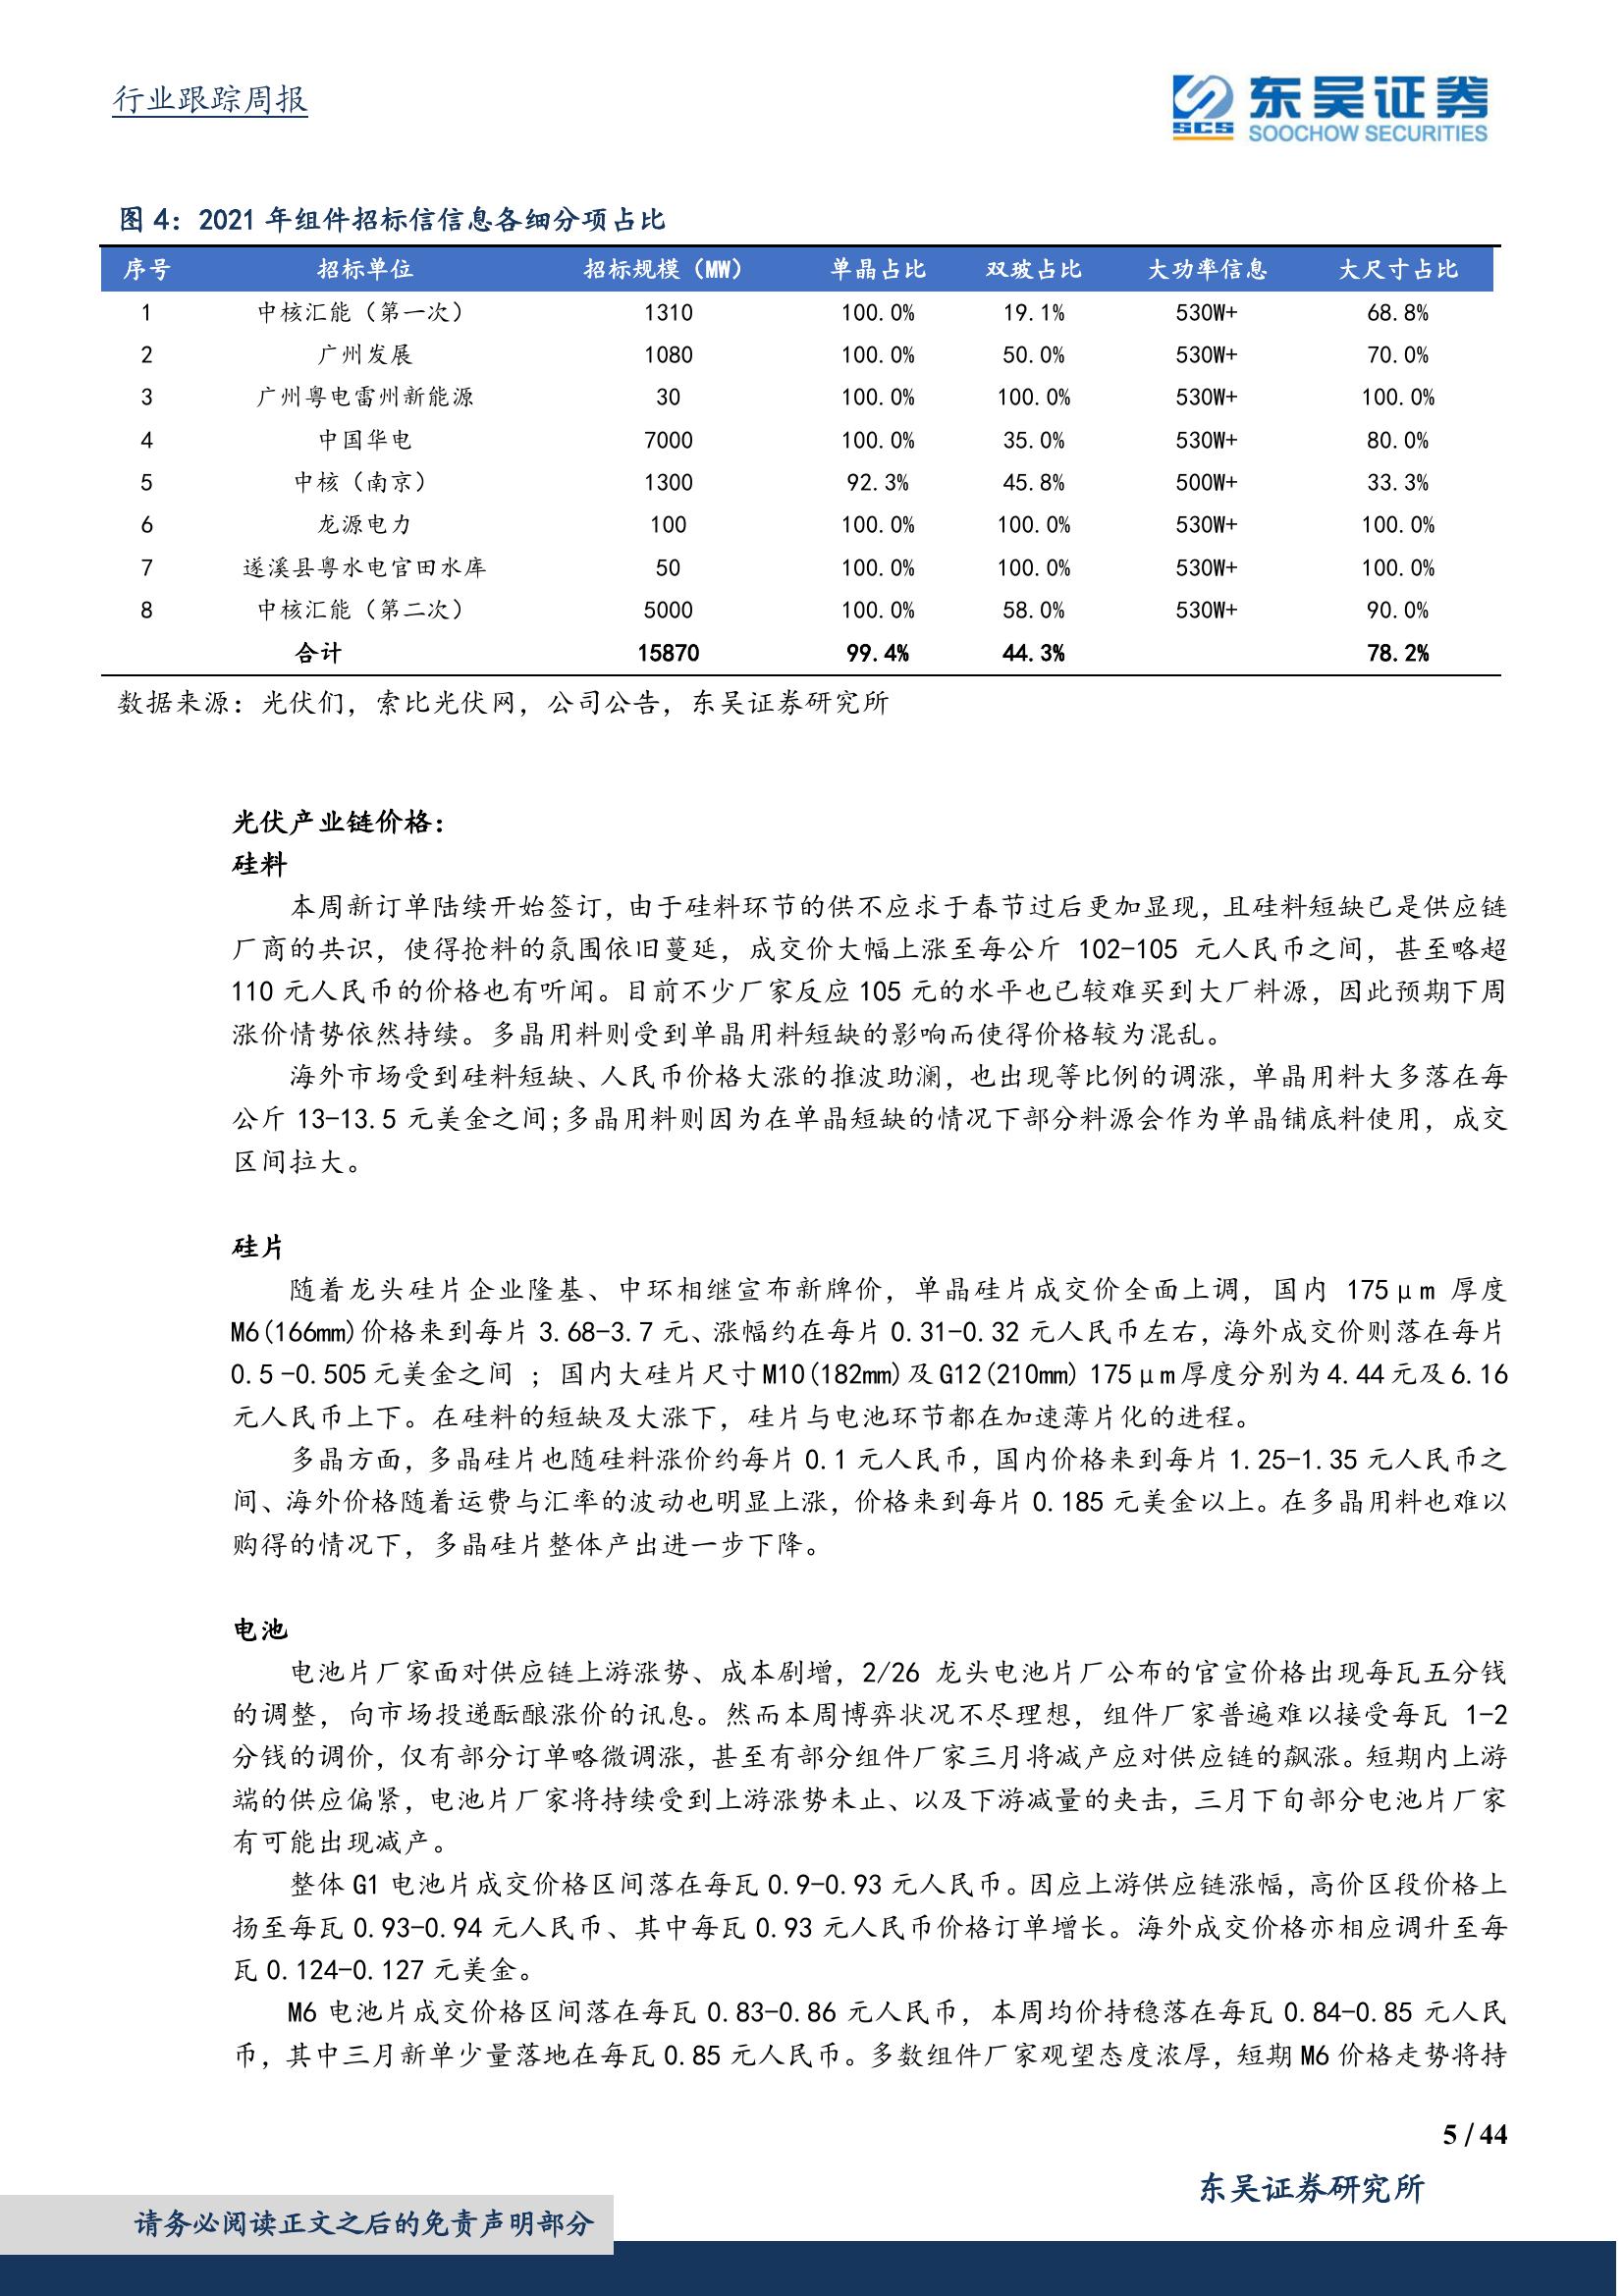 行业跟踪周报
东吴证券
SCS
SOOCHOW SECURITIES
图 4：2021 年组件招标信信息各细分项占比
序号 招标单位 招标规模（MW） 单晶占比 双玻占比 大功率信息 大尺寸占比
1 中核汇能（第一次） 1310 100.0% 19.1% 530W+ 68.8%
2 广州发展 1080 100.0% 50.0% 530W+ 70.0%
3 广州粤电雷州新能源 30 100.0% 100.0% 530W+ 100.0%
4 中国华电 7000 100.0% 35.0% 530W+ 80.0%
5 中核（南京） 1300 92.3% 45.8% 500W+ 33.3%
6 龙源电力 100 100.0% 100.0% 530W+ 100.0%
7 遂溪县粤水电官田水库 50 100.0% 100.0% 530W+ 100.0%
8 中核汇能（第二次） 5000 100.0% 58.0% 530W+ 90.0%
合计 15870 99.4% 44.3% 78.2%
数据来源：光伏们，索比光伏网，公司公告，东吴证券研究所
光伏产业链价格：
硅料
本周新订单陆续开始签订，由于硅料环节的供不应求于春节过后更加显现，且硅料短缺已是供应链
厂商的共识，使得抢料的氛围依旧蔓延，成交价大幅上涨至每公斤 102-105 元人民币之间，甚至略超
110 元人民币的价格也有听闻。目前不少厂家反应 105 元的水平也已较难买到大厂料源，因此预期下周
涨价情势依然持续。多晶用料则受到单晶用料短缺的影响而使得价格较为混乱。
海外市场受到硅料短缺、人民币价格大涨的推波助澜，也出现等比例的调涨，单晶用料大多落在每
公斤 13-13.5 元美金之间;多晶用料则因为在单晶短缺的情况下部分料源会作为单晶铺底料使用，成交
区间拉大。
硅片
随着龙头硅片企业隆基、中环相继宣布新牌价，单晶硅片成交价全面上调，国内 175μm 厚度
M6(166mm)价格来到每片 3.68-3.7 元、涨幅约在每片 0.31-0.32 元人民币左右，海外成交价则落在每片
0.5 -0.505 元美金之间 ；国内大硅片尺寸 M10(182mm)及 G12(210mm) 175μm 厚度分别为 4.44 元及 6.16
元人民币上下。在硅料的短缺及大涨下，硅片与电池环节都在加速薄片化的进程。
多晶方面，多晶硅片也随硅料涨价约每片 0.1 元人民币，国内价格来到每片 1.25-1.35 元人民币之
间、海外价格随着运费与汇率的波动也明显上涨，价格来到每片 0.185 元美金以上。在多晶用料也难以
购得的情况下，多晶硅片整体产出进一步下降。
电池
电池片厂家面对供应链上游涨势、成本剧增，2/26 龙头电池片厂公布的官宣价格出现每瓦五分钱
的调整，向市场投递酝酿涨价的讯息。然而本周博弈状况不尽理想，组件厂家普遍难以接受每瓦 1-2
分钱的调价，仅有部分订单略微调涨，甚至有部分组件厂家三月将减产应对供应链的飙涨。短期内上游
端的供应偏紧，电池片厂家将持续受到上游涨势未止、以及下游减量的夹击，三月下旬部分电池片厂家
有可能出现减产。
整体 G1 电池片成交价格区间落在每瓦 0.9-0.93 元人民币。因应上游供应链涨幅，高价区段价格上
扬至每瓦 0.93-0.94 元人民币、其中每瓦 0.93 元人民币价格订单增长。海外成交价格亦相应调升至每
瓦 0.124-0.127 元美金。
M6 电池片成交价格区间落在每瓦 0.83-0.86 元人民币，本周均价持稳落在每瓦 0.84-0.85 元人民
币，其中三月新单少量落地在每瓦 0.85 元人民币。多数组件厂家观望态度浓厚，短期 M6 价格走势将持
5 / 44
东吴证券研究所
请务必阅读正文之后的免责声明部分